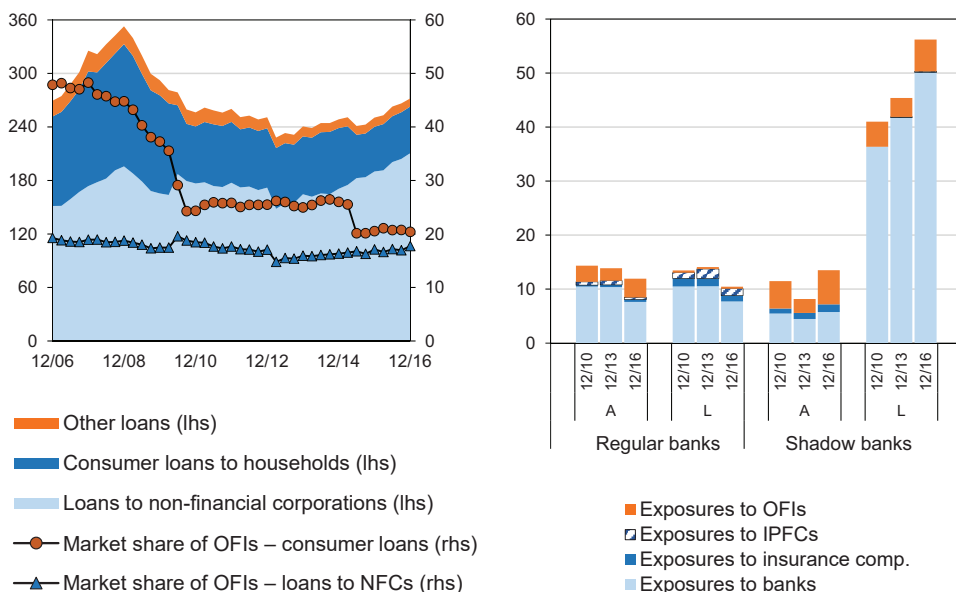 360
300
240
180
120
60
0
60
50
40
30
20
10
0
12/06
12/08
12/10
12/12
12/14
12/16
Other loans (lhs)
Consumer loans to households (lhs)
Loans to non-financial corporations (lhs)
Market share of OFIs – consumer loans (rhs)
Market share of OFIs – loans to NFCs (rhs)
60
50
40
30
20
10
0
12/10
12/13
12/16
12/10
12/13
12/16
12/10
12/13
12/16
12/10
12/13
12/16
A
L
A
L
Regular banks
Shadow banks
Exposures to OFIs
Exposures to IPFCs
Exposures to insurance comp.
Exposures to banks